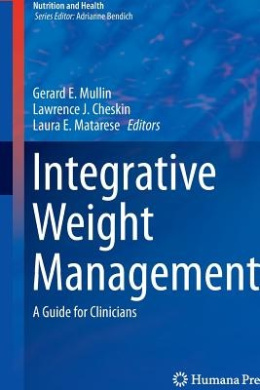 Nutrition and Health
Series Editor: Adrianne Bendich
Gerard E. Mullin
Lawrence J. Cheskin
Laura E. Matarese Editors
Integrative
Weight
Management
A Guide for Clinicians
Humana Pre